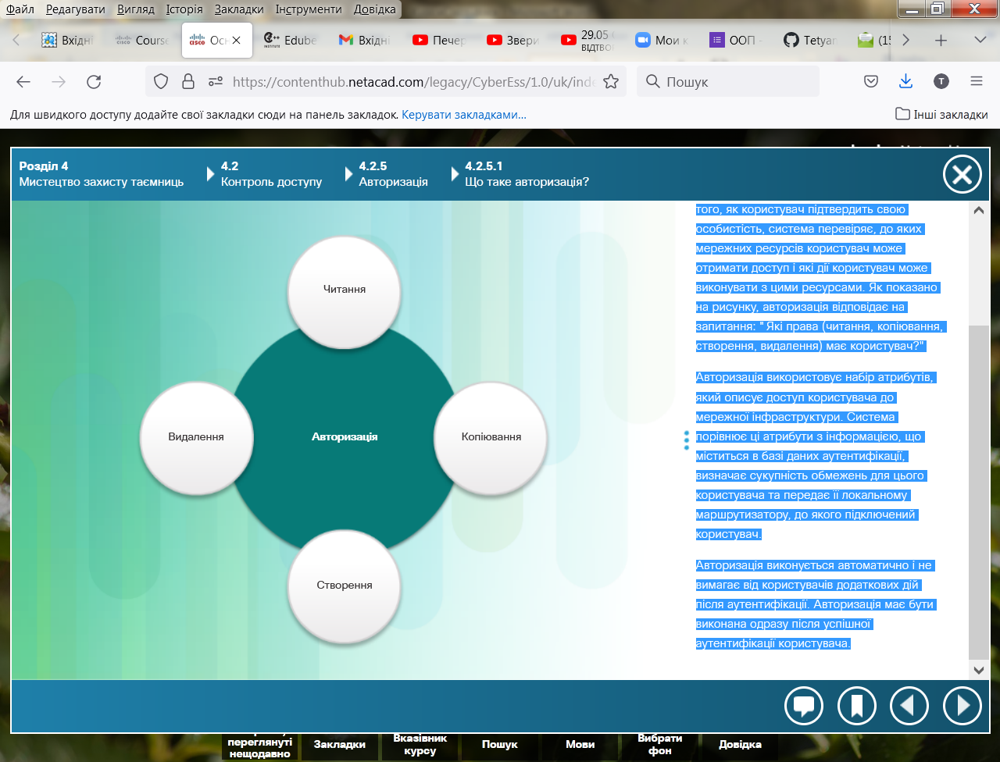 Файл Редагувати Вигляд Історія Закладки Інструменти Довідка
Вхідні Course Осн Edube Вхідні Печер Звери 29.05 Мои к ООП - Tetyan (15
ВІДТВО
https://contenthub.netacad.com/legacy/CyberEss/1.0/uk/inde
Пошук
T
Для швидкого доступу додайте свої закладки сюди на панель закладок. Керувати закладками...
Інші закладки
Розділ 4
Мистецтво захисту таємниць
4.2
Контроль доступу
4.2.5
Авторизація
4.2.5.1
Що таке авторизація?
Читання
Видалення
Авторизація
Копіювання
Створення
того, як користувач підтвердить свою
особистість, система перевіряє, до яких
мережних ресурсів користувач може
отримати доступ і які дії користувач може
виконувати з цими ресурсами. Як показано
на рисунку, авторизація відповідає на
запитання: " Які права (читання, копіювання,
створення, видалення) має користувач?"
Авторизація використовує набір атрибутів,
який описує доступ користувача до
мережної інфраструктури. Система
порівнює ці атрибути з інформацією, що
міститься в базі даних аутентифікації,
визначає сукупність обмежень для цього
користувача та передає її локальному
маршрутизатору, до якого підключений
користувач.
Авторизація виконується автоматично і не
вимагає від користувачів додаткових дій
після аутентифікації. Авторизація має бути
виконана одразу після успішної
аутентифікації користувача.
переглянуті
нещодавно
Закладки
Вказівник
курсу
Пошук
Мови
Вибрати
фон
Довідка